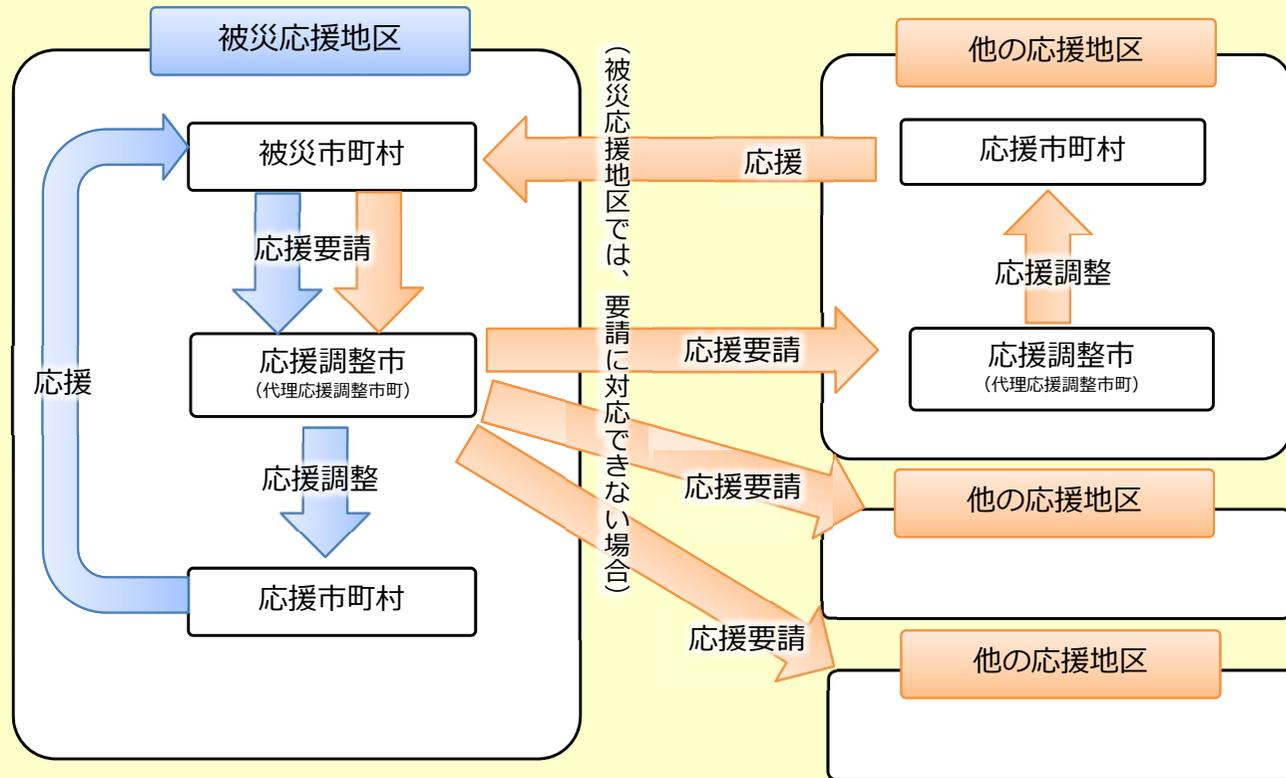 被災応援地区
被災市町村
応援要請
応援調整市
（代理応援調整市町）
応援調整
応援市町村
応援
（被災応援地区では、要請に対応できない場合）
応援
応援要請
応援要請
応援要請
他の応援地区
応援市町村
応援調整
応援調整市
（代理応援調整市町）
他の応援地区
他の応援地区